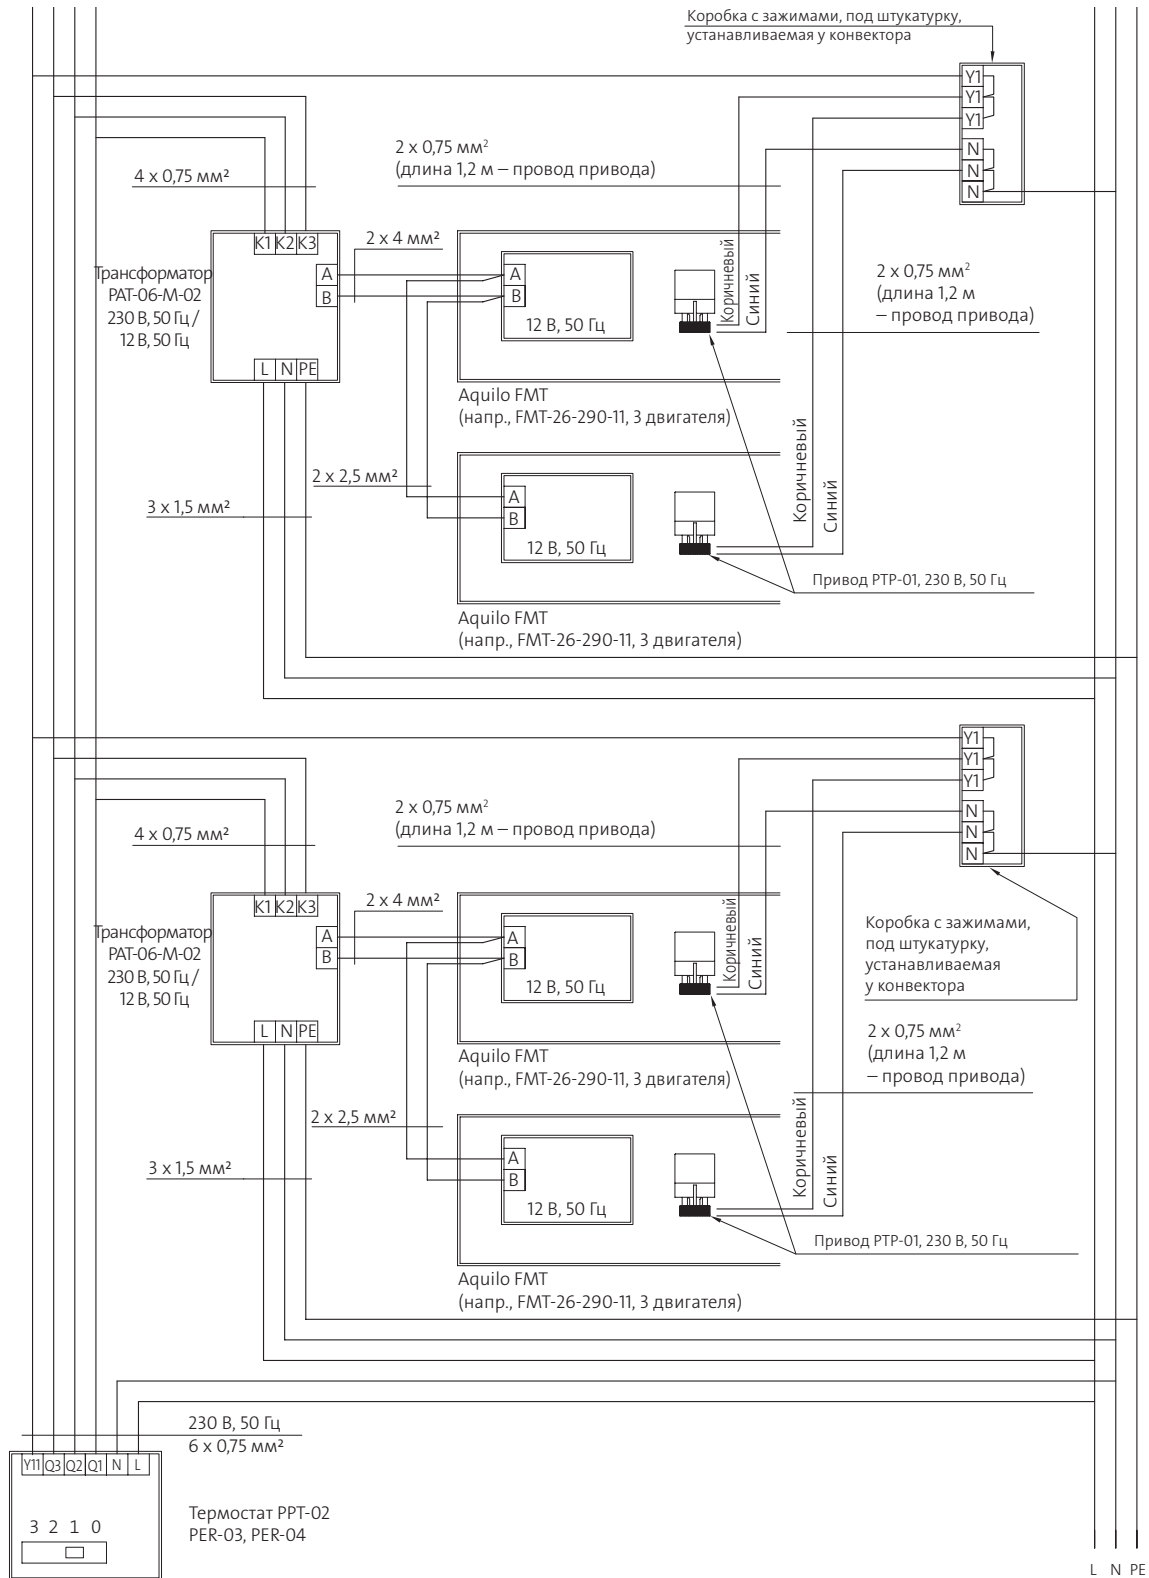 Коробка с зажимами, под штукатурку,
устанавливаемая у конвектора
Y1
Y1
Y1
N
N
N
2 x 0,75 мм²
(длина 1,2 м – провод привода)
4 x 0,75 мм²
K1 K2 K3
2 x 4 мм²
A
B
Трансформатор
PAT-06-M-02
230 В, 50 Гц /
12 В, 50 Гц
L N PE
A
B
12 В, 50 Гц
Коричневый
Синий
2 x 0,75 мм²
(длина 1,2 м
– провод привода)
Aquilo FMT
(напр., FMT-26-290-11, 3 двигателя)
2 x 2,5 мм²
3 x 1,5 мм²
A
B
12 В, 50 Гц
Коричневый
Синий
Привод PTP-01, 230 В, 50 Гц
Aquilo FMT
(напр., FMT-26-290-11, 3 двигателя)
Y1
Y1
Y1
N
N
N
2 x 0,75 мм²
(длина 1,2 м – провод привода)
4 x 0,75 мм²
K1 K2 K3
2 x 4 мм²
A
B
Трансформатор
PAT-06-M-02
230 В, 50 Гц /
12 В, 50 Гц
L N PE
A
B
12 В, 50 Гц
Коричневый
Синий
Коробка с зажимами,
под штукатурку,
устанавливаемая
у конвектора
2 x 0,75 мм²
(длина 1,2 м
– провод привода)
Aquilo FMT
(напр., FMT-26-290-11, 3 двигателя)
2 x 2,5 мм²
3 x 1,5 мм²
A
B
12 В, 50 Гц
Коричневый
Синий
Привод PTP-01, 230 В, 50 Гц
Aquilo FMT
(напр., FMT-26-290-11, 3 двигателя)
230 В, 50 Гц
6 x 0,75 мм²
Y11 Q3 Q2 Q1 N L
3 2 1 0
Термостат PPT-02
PER-03, PER-04
L N PE